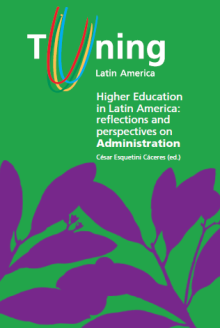 Tuning
Latin America
Higher Education
in Latin America:
reflections and
perspectives on
Administration
César Esquetini Cáceres (ed.)